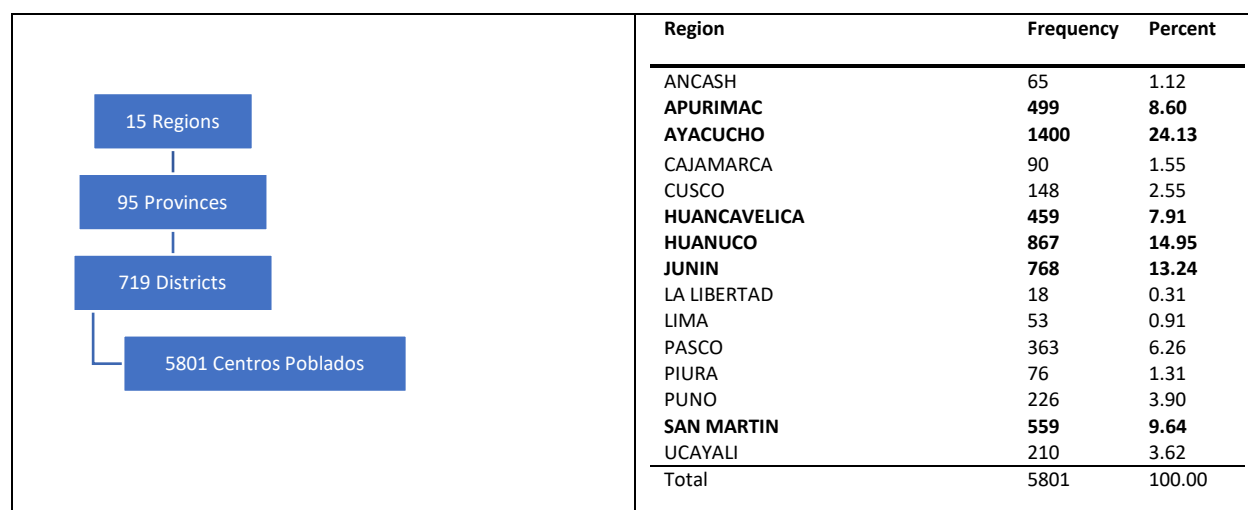 15 Regions
95 Provinces
719 Districts
5801 Centros Poblados
Region Frequency Percent
ANCASH 65 1.12
APURIMAC 499 8.60
AYACUCHO 1400 24.13
CAJAMARCA 90 1.55
CUSCO 148 2.55
HUANCAVELICA 459 7.91
HUANUCO 867 14.95
JUNIN 768 13.24
LA LIBERTAD 18 0.31
LIMA 53 0.91
PASCO 363 6.26
PIURA 76 1.31
PUNO 226 3.90
SAN MARTIN 559 9.64
UCAYALI 210 3.62
Total 5801 100.00